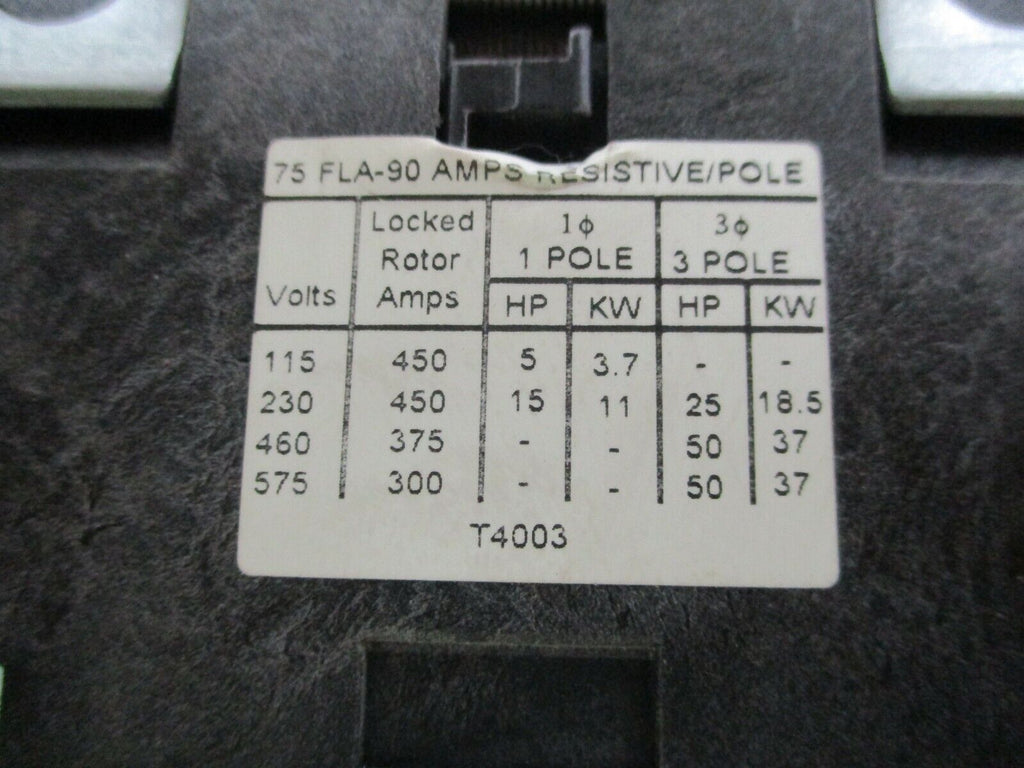 75 FLA-90 AMPS RESISTIVE/POLE
Volts Locked Rotor Amps 1ϕ 1 POLE 3ϕ 3 POLE
HP KW HP KW
115 450 5 3.7 - -
230 450 15 11 25 18.5
460 375 - - 50 37
575 300 - - 50 37
T4003